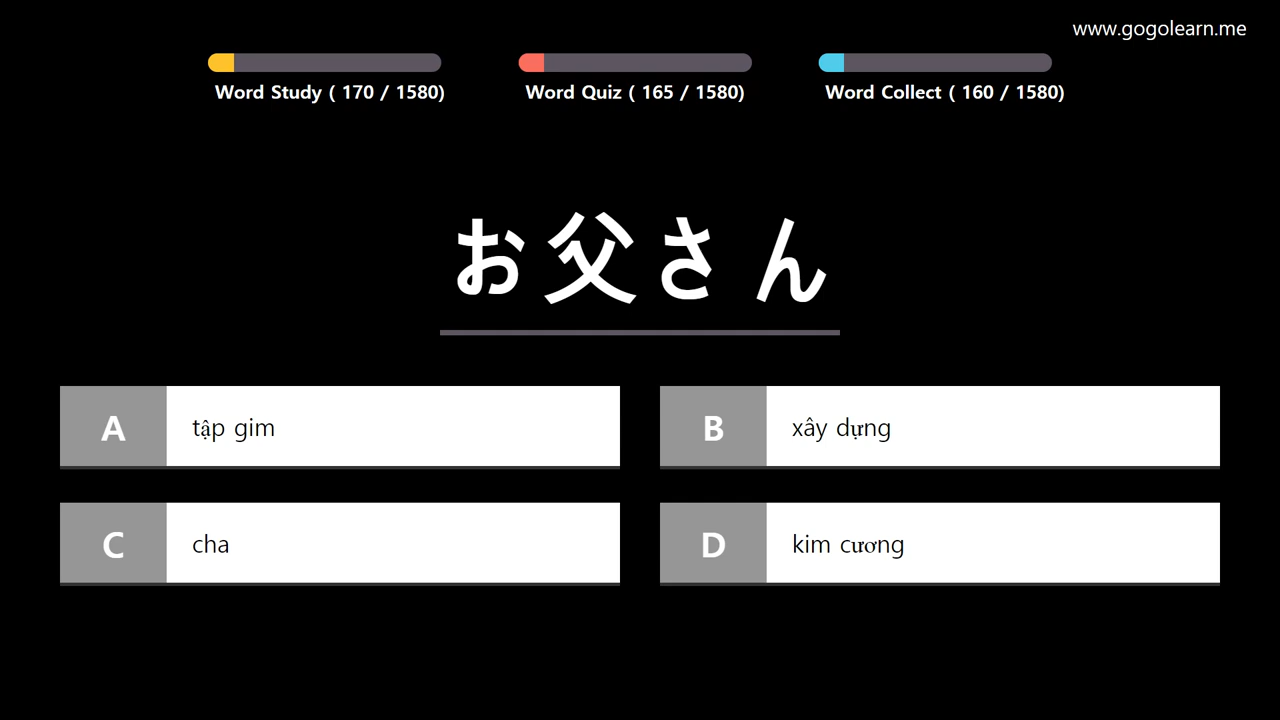 www.gogolearn.me
Word Study ( 170 / 1580)
Word Quiz ( 165 / 1580)
Word Collect ( 160 / 1580)
お父さん
A
tập gim
B
xây dựng
C
cha
D
kim cương